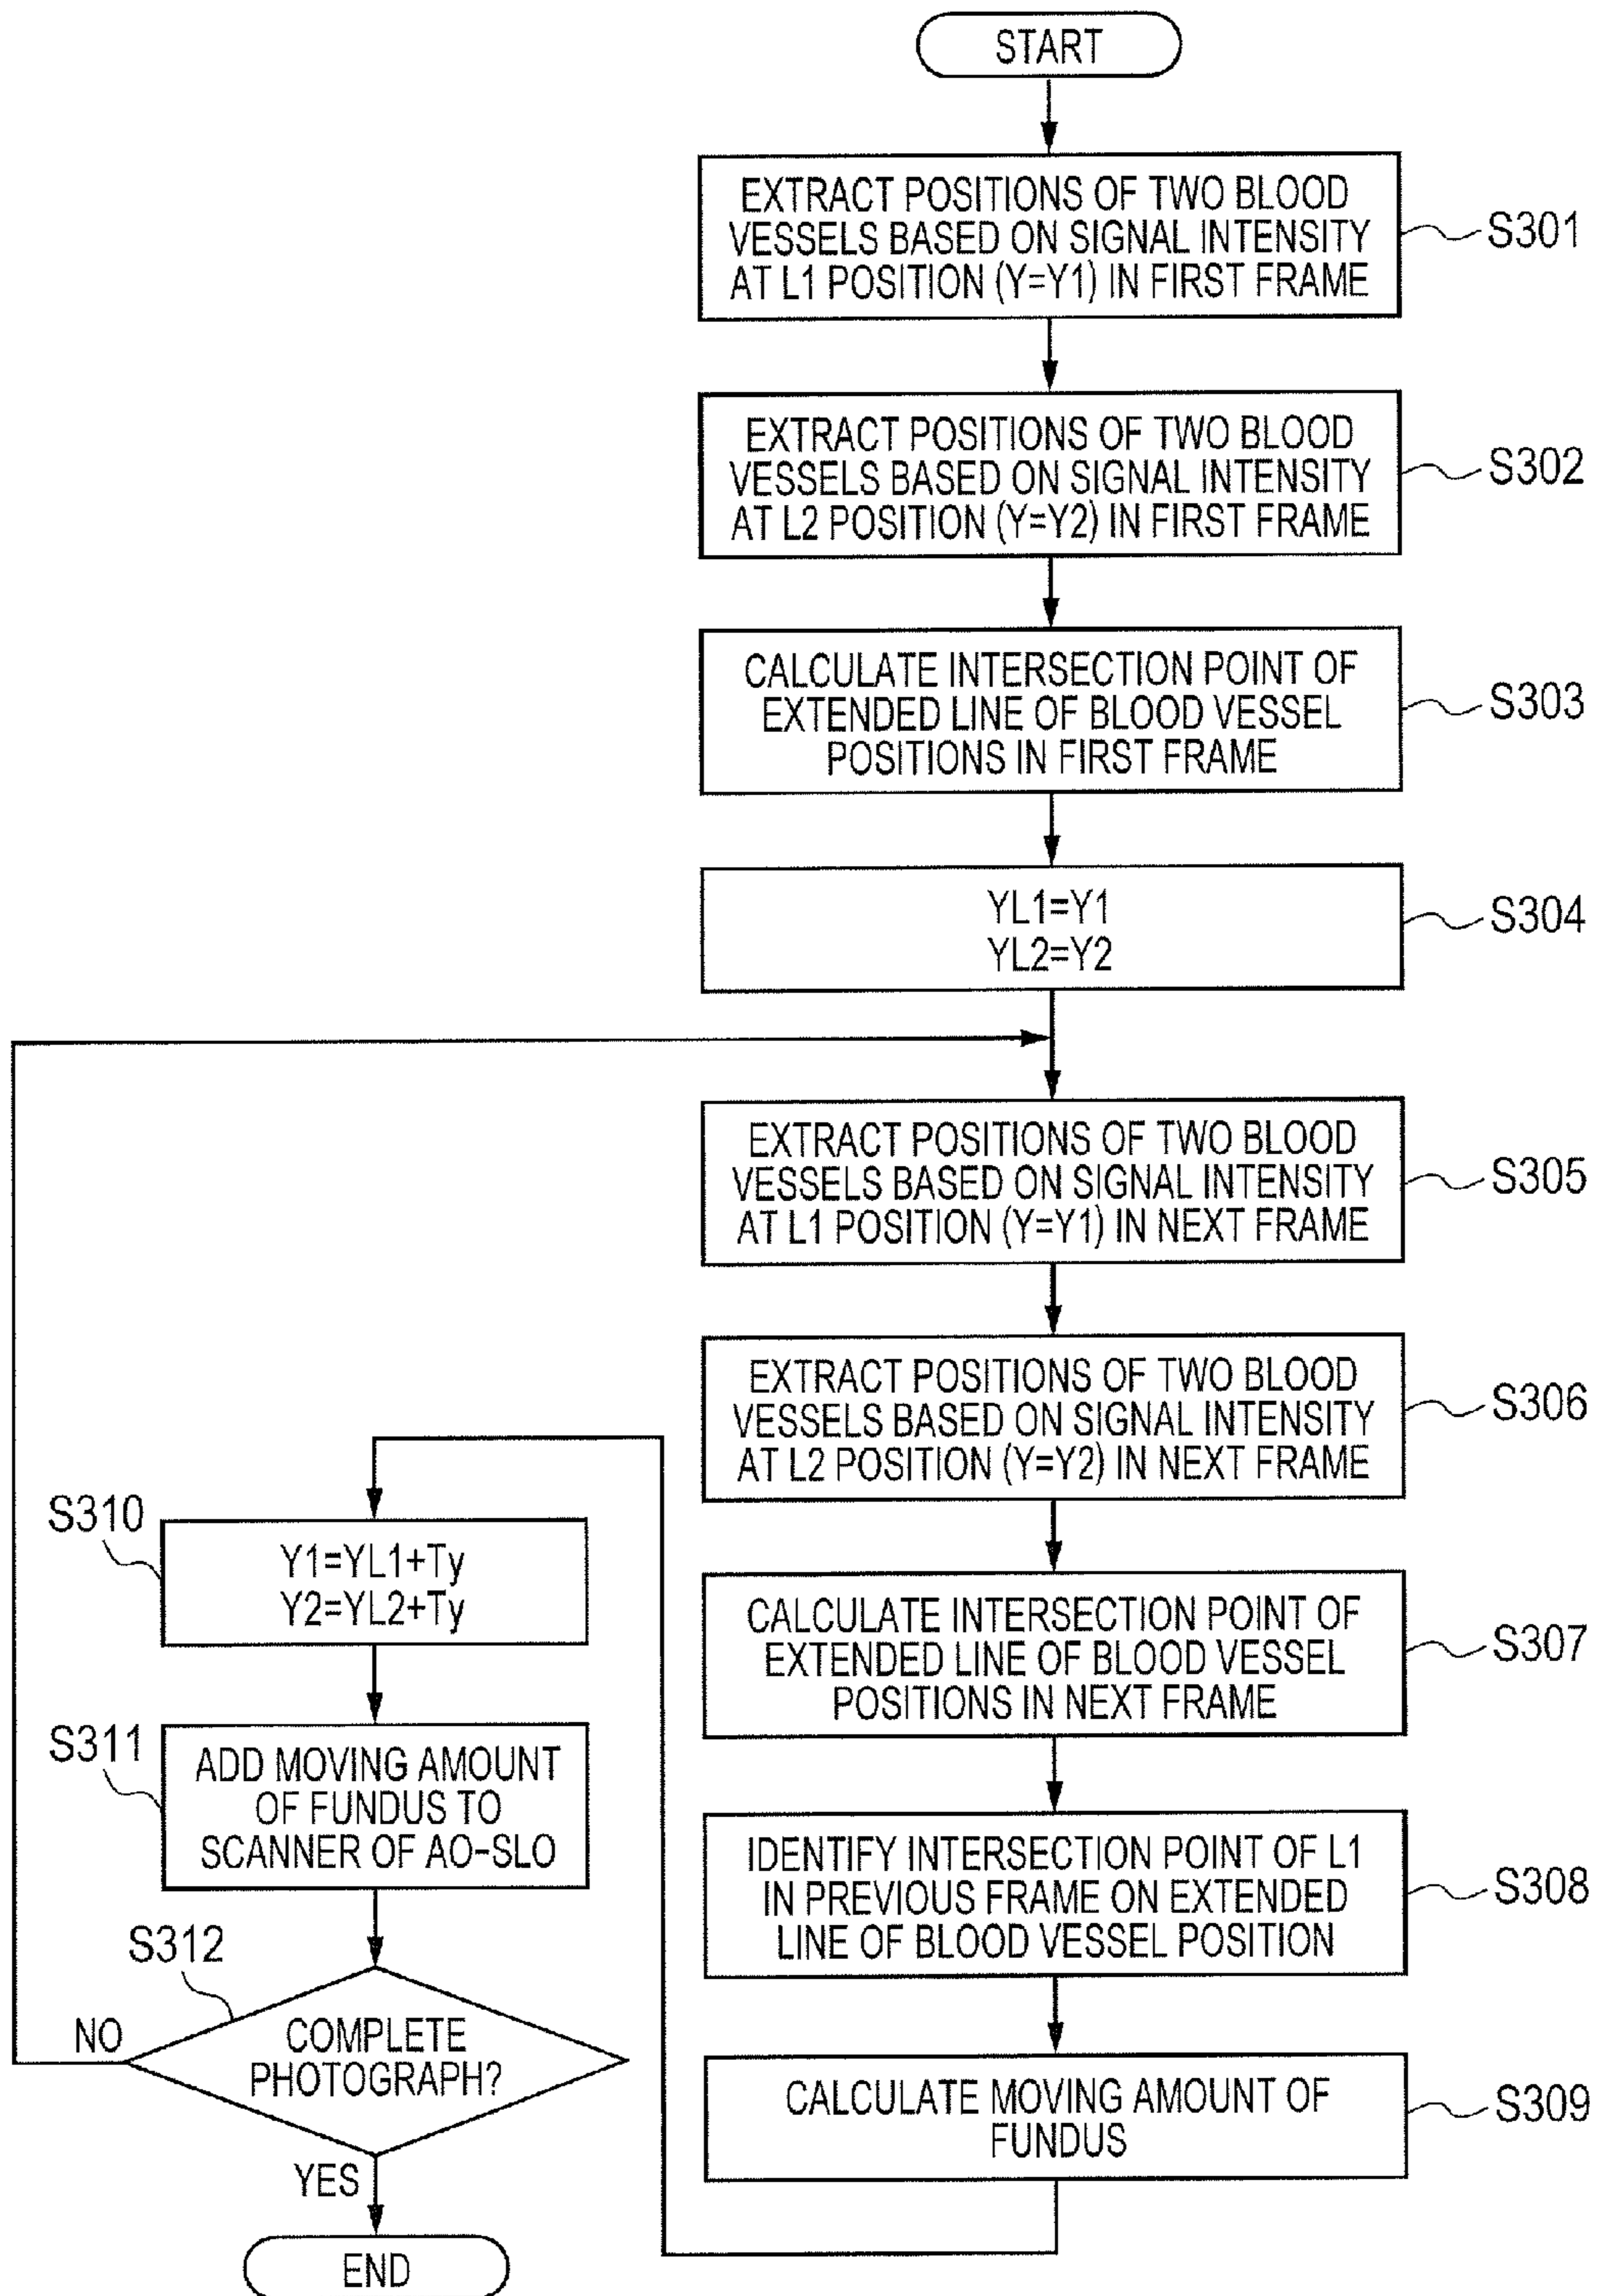 START
EXTRACT POSITIONS OF TWO BLOOD
VESSELS BASED ON SIGNAL INTENSITY
AT L1 POSITION (Y=Y1) IN FIRST FRAME
S301
EXTRACT POSITIONS OF TWO BLOOD
VESSELS BASED ON SIGNAL INTENSITY
AT L2 POSITION (Y=Y2) IN FIRST FRAME
S302
CALCULATE INTERSECTION POINT OF
EXTENDED LINE OF BLOOD VESSEL
POSITIONS IN FIRST FRAME
S303
YL1=Y1
YL2=Y2
S304
EXTRACT POSITIONS OF TWO BLOOD
VESSELS BASED ON SIGNAL INTENSITY
AT L1 POSITION (Y=Y1) IN NEXT FRAME
S305
EXTRACT POSITIONS OF TWO BLOOD
VESSELS BASED ON SIGNAL INTENSITY
AT L2 POSITION (Y=Y2) IN NEXT FRAME
S306
CALCULATE INTERSECTION POINT OF
EXTENDED LINE OF BLOOD VESSEL
POSITIONS IN NEXT FRAME
S307
IDENTIFY INTERSECTION POINT OF L1
IN PREVIOUS FRAME ON EXTENDED
LINE OF BLOOD VESSEL POSITION
S308
CALCULATE MOVING AMOUNT OF
FUNDUS
S309
S310
Y1=YL1+Ty
Y2=YL2+Ty
S311
ADD MOVING AMOUNT
OF FUNDUS TO
SCANNER OF AO-SLO
S312
NO
COMPLETE
PHOTOGRAPH?
YES
END